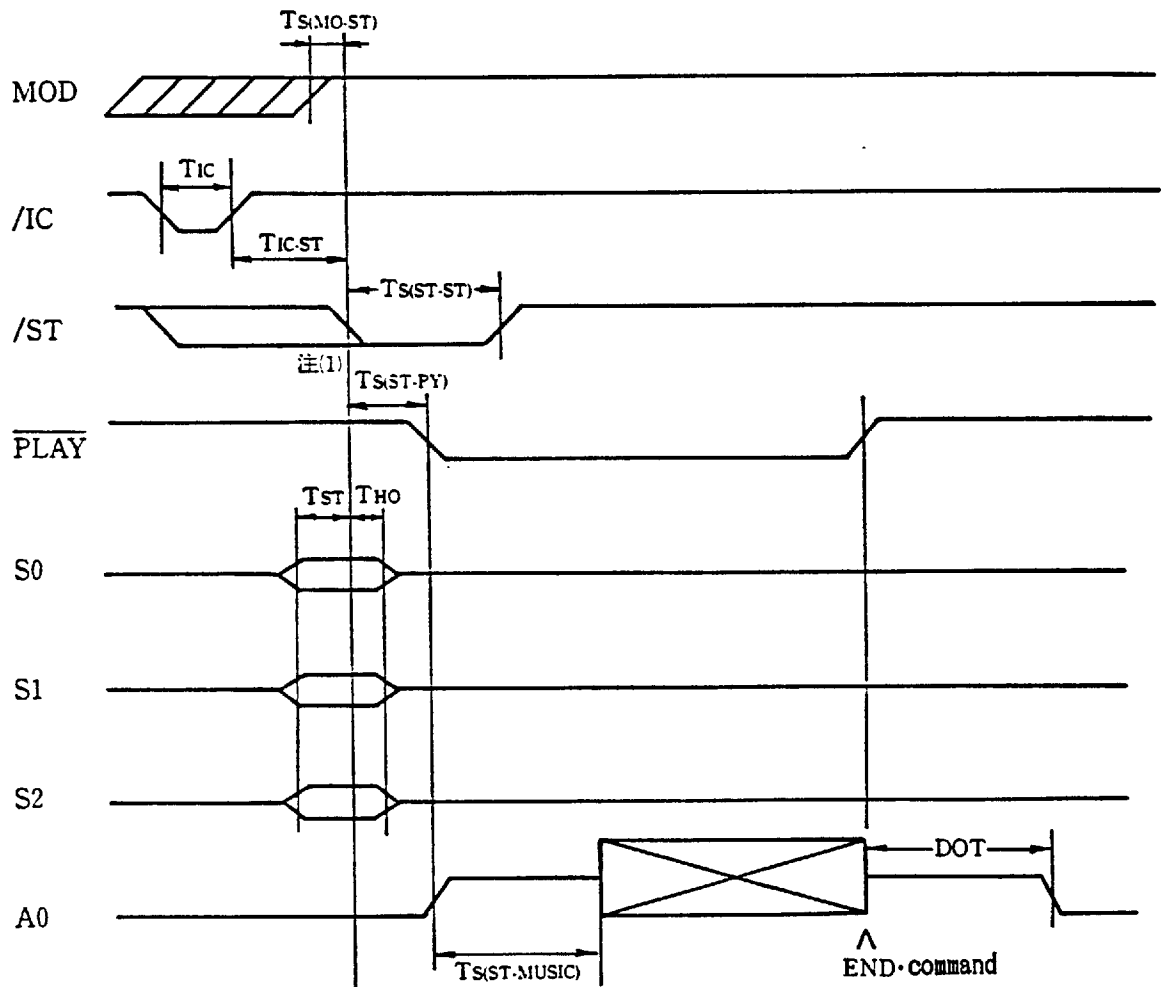 TS(MO-ST)
MOD
TIC
/IC
TIC-ST
TS(ST-ST)
/ST
注(1)
TS(ST-PY)
PLAY
TST THO
S0
S1
S2
DOT
A0
TS(ST-MUSIC)
END·command